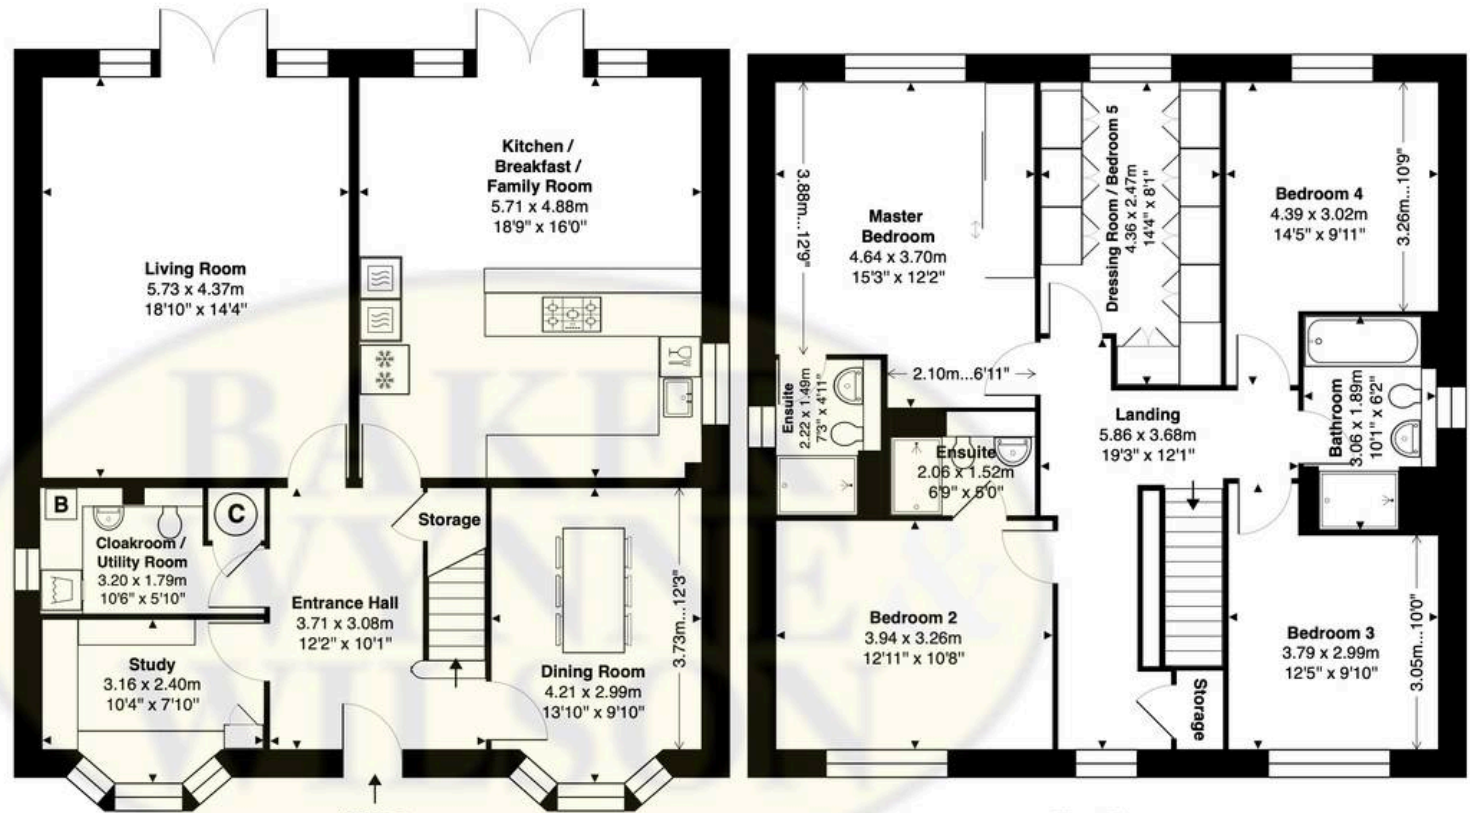 Living Room
5.73 x 4.37m
18'10" x 14'4"
Kitchen /
Breakfast /
Family Room
5.71 x 4.88m
18'9" x 16'0"
B
C
Cloakroom /
Utility Room
3.20 x 1.79m
10'6" x 5'10"
Storage
Entrance Hall
3.71 x 3.08m
12'2" x 10'1"
Study
3.16 x 2.40m
10'4" x 7'10"
Dining Room
4.21 x 2.99m
13'10" x 9'10"
3.73m...12'3"
3.88m...12'9"
Master
Bedroom
4.64 x 3.70m
15'3" x 12'2"
Dressing Room / Bedroom 5
4.36 x 2.47m
14'4" x 8'1"
Bedroom 4
4.39 x 3.02m
14'5" x 9'11"
3.26m...10'9"
Ensuite
2.22 x 1.49m
7'3" x 4'11"
2.10m...6'11"
Landing
5.86 x 3.68m
19'3" x 12'1"
Bathroom
3.06 x 1.89m
10'1" x 6'2"
Ensuite
2.06 x 1.52m
6'9" x 5'0"
Bedroom 2
3.94 x 3.26m
12'11" x 10'8"
Storage
Bedroom 3
3.79 x 2.99m
12'5" x 9'10"
3.05m...10'0"
BAKER
WYNNE &
WILSON